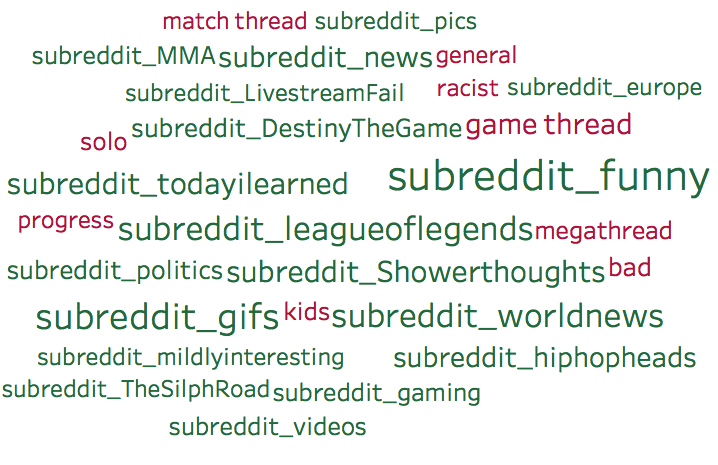 match thread subreddit_pics
subreddit_MMA subreddit_news general
subreddit_LivestreamFail racist subreddit_europe
solo subreddit_DestinyTheGame game thread
subreddit_todayilearned subreddit_funny
progress subreddit_leagueoflegends megathread
subreddit_politics subreddit_Showerthoughts bad
subreddit_gifs kids subreddit_worldnews
subreddit_mildlyinteresting subreddit_hiphopheads
subreddit_TheSilphRoad subreddit_gaming
subreddit_videos